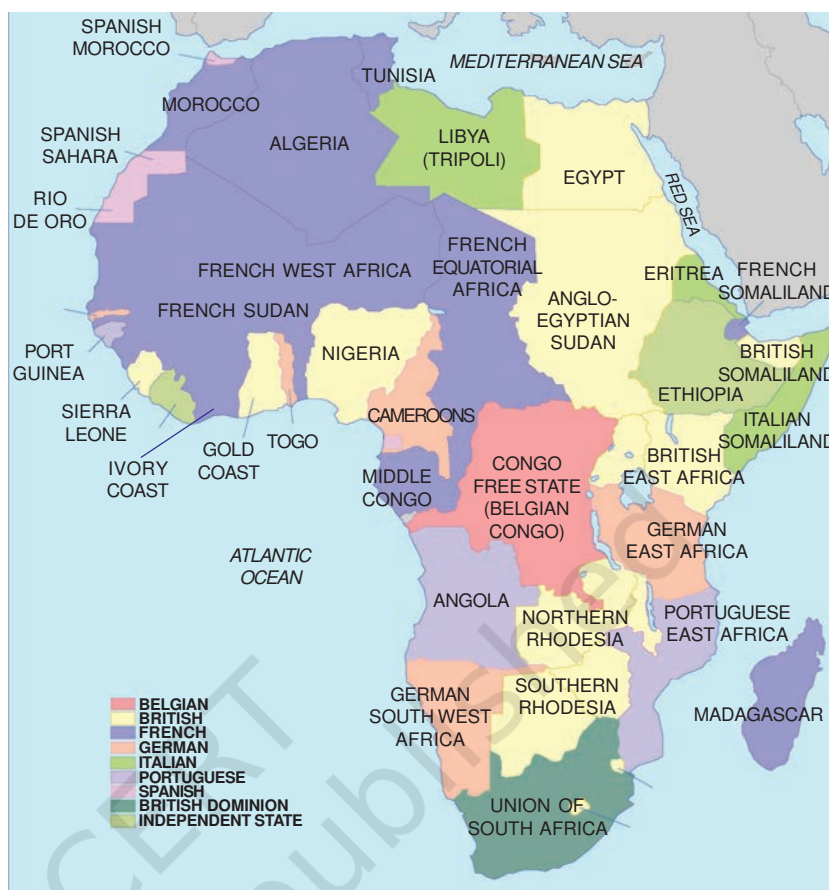 SPANISH
MOROCCO
MEDITERRANEAN SEA
TUNISIA
MOROCCO
ALGERIA
LIBYA
(TRIPOLI)
EGYPT
SPANISH
SAHARA
RIO
DE ORO
RED SEA
FRENCH WEST AFRICA
FRENCH
EQUATORIAL
AFRICA
ERITREA
FRENCH
SOMALILAND
FRENCH SUDAN
ANGLO-
EGYPTIAN
SUDAN
PORT
GUINEA
NIGERIA
BRITISH
SOMALILAND
ETHIOPIA
SIERRA
LEONE
CAMEROONS
ITALIAN
SOMALILAND
IVORY
COAST
GOLD
COAST
TOGO
BRITISH
EAST AFRICA
MIDDLE
CONGO
CONGO
FREE STATE
(BELGIAN
CONGO)
GERMAN
EAST AFRICA
ATLANTIC
OCEAN
ANGOLA
NORTHERN
RHODESIA
PORTUGUESE
EAST AFRICA
GERMAN
SOUTH WEST
AFRICA
SOUTHERN
RHODESIA
MADAGASCAR
UNION OF
SOUTH AFRICA
BELGIAN
BRITISH
FRENCH
GERMAN
ITALIAN
PORTUGUESE
SPANISH
BRITISH DOMINION
INDEPENDENT STATE
CERT
published